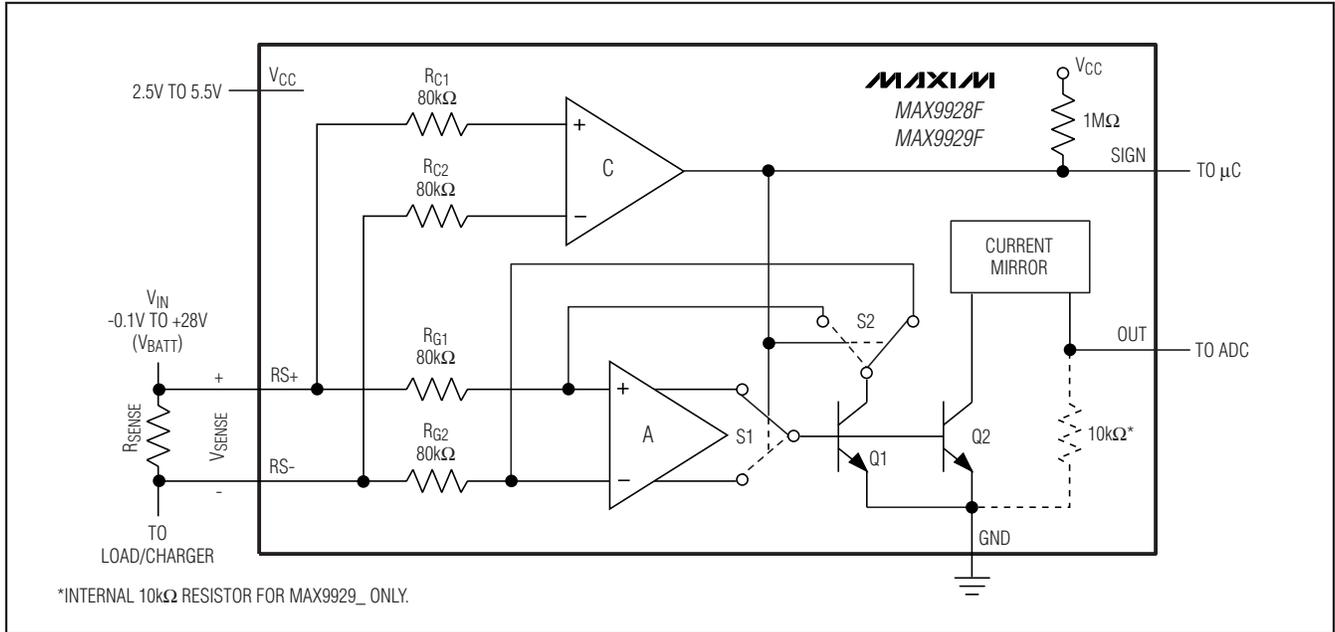 2.5V TO 5.5V
VCC
RC1
80kΩ
+
RC2
80kΩ
−
C
MAXIM
MAX9928F
MAX9929F
VCC
1MΩ
SIGN
TO µC
CURRENT
MIRROR
VIN
-0.1V TO +28V
(VBATT)
+
RS+
RG1
80kΩ
+
A
S1
S2
OUT
TO ADC
RSENSE
VSENSE
RG2
80kΩ
−
Q1
Q2
10kΩ*
RS-
-
TO
LOAD/CHARGER
GND
*INTERNAL 10kΩ RESISTOR FOR MAX9929_ ONLY.